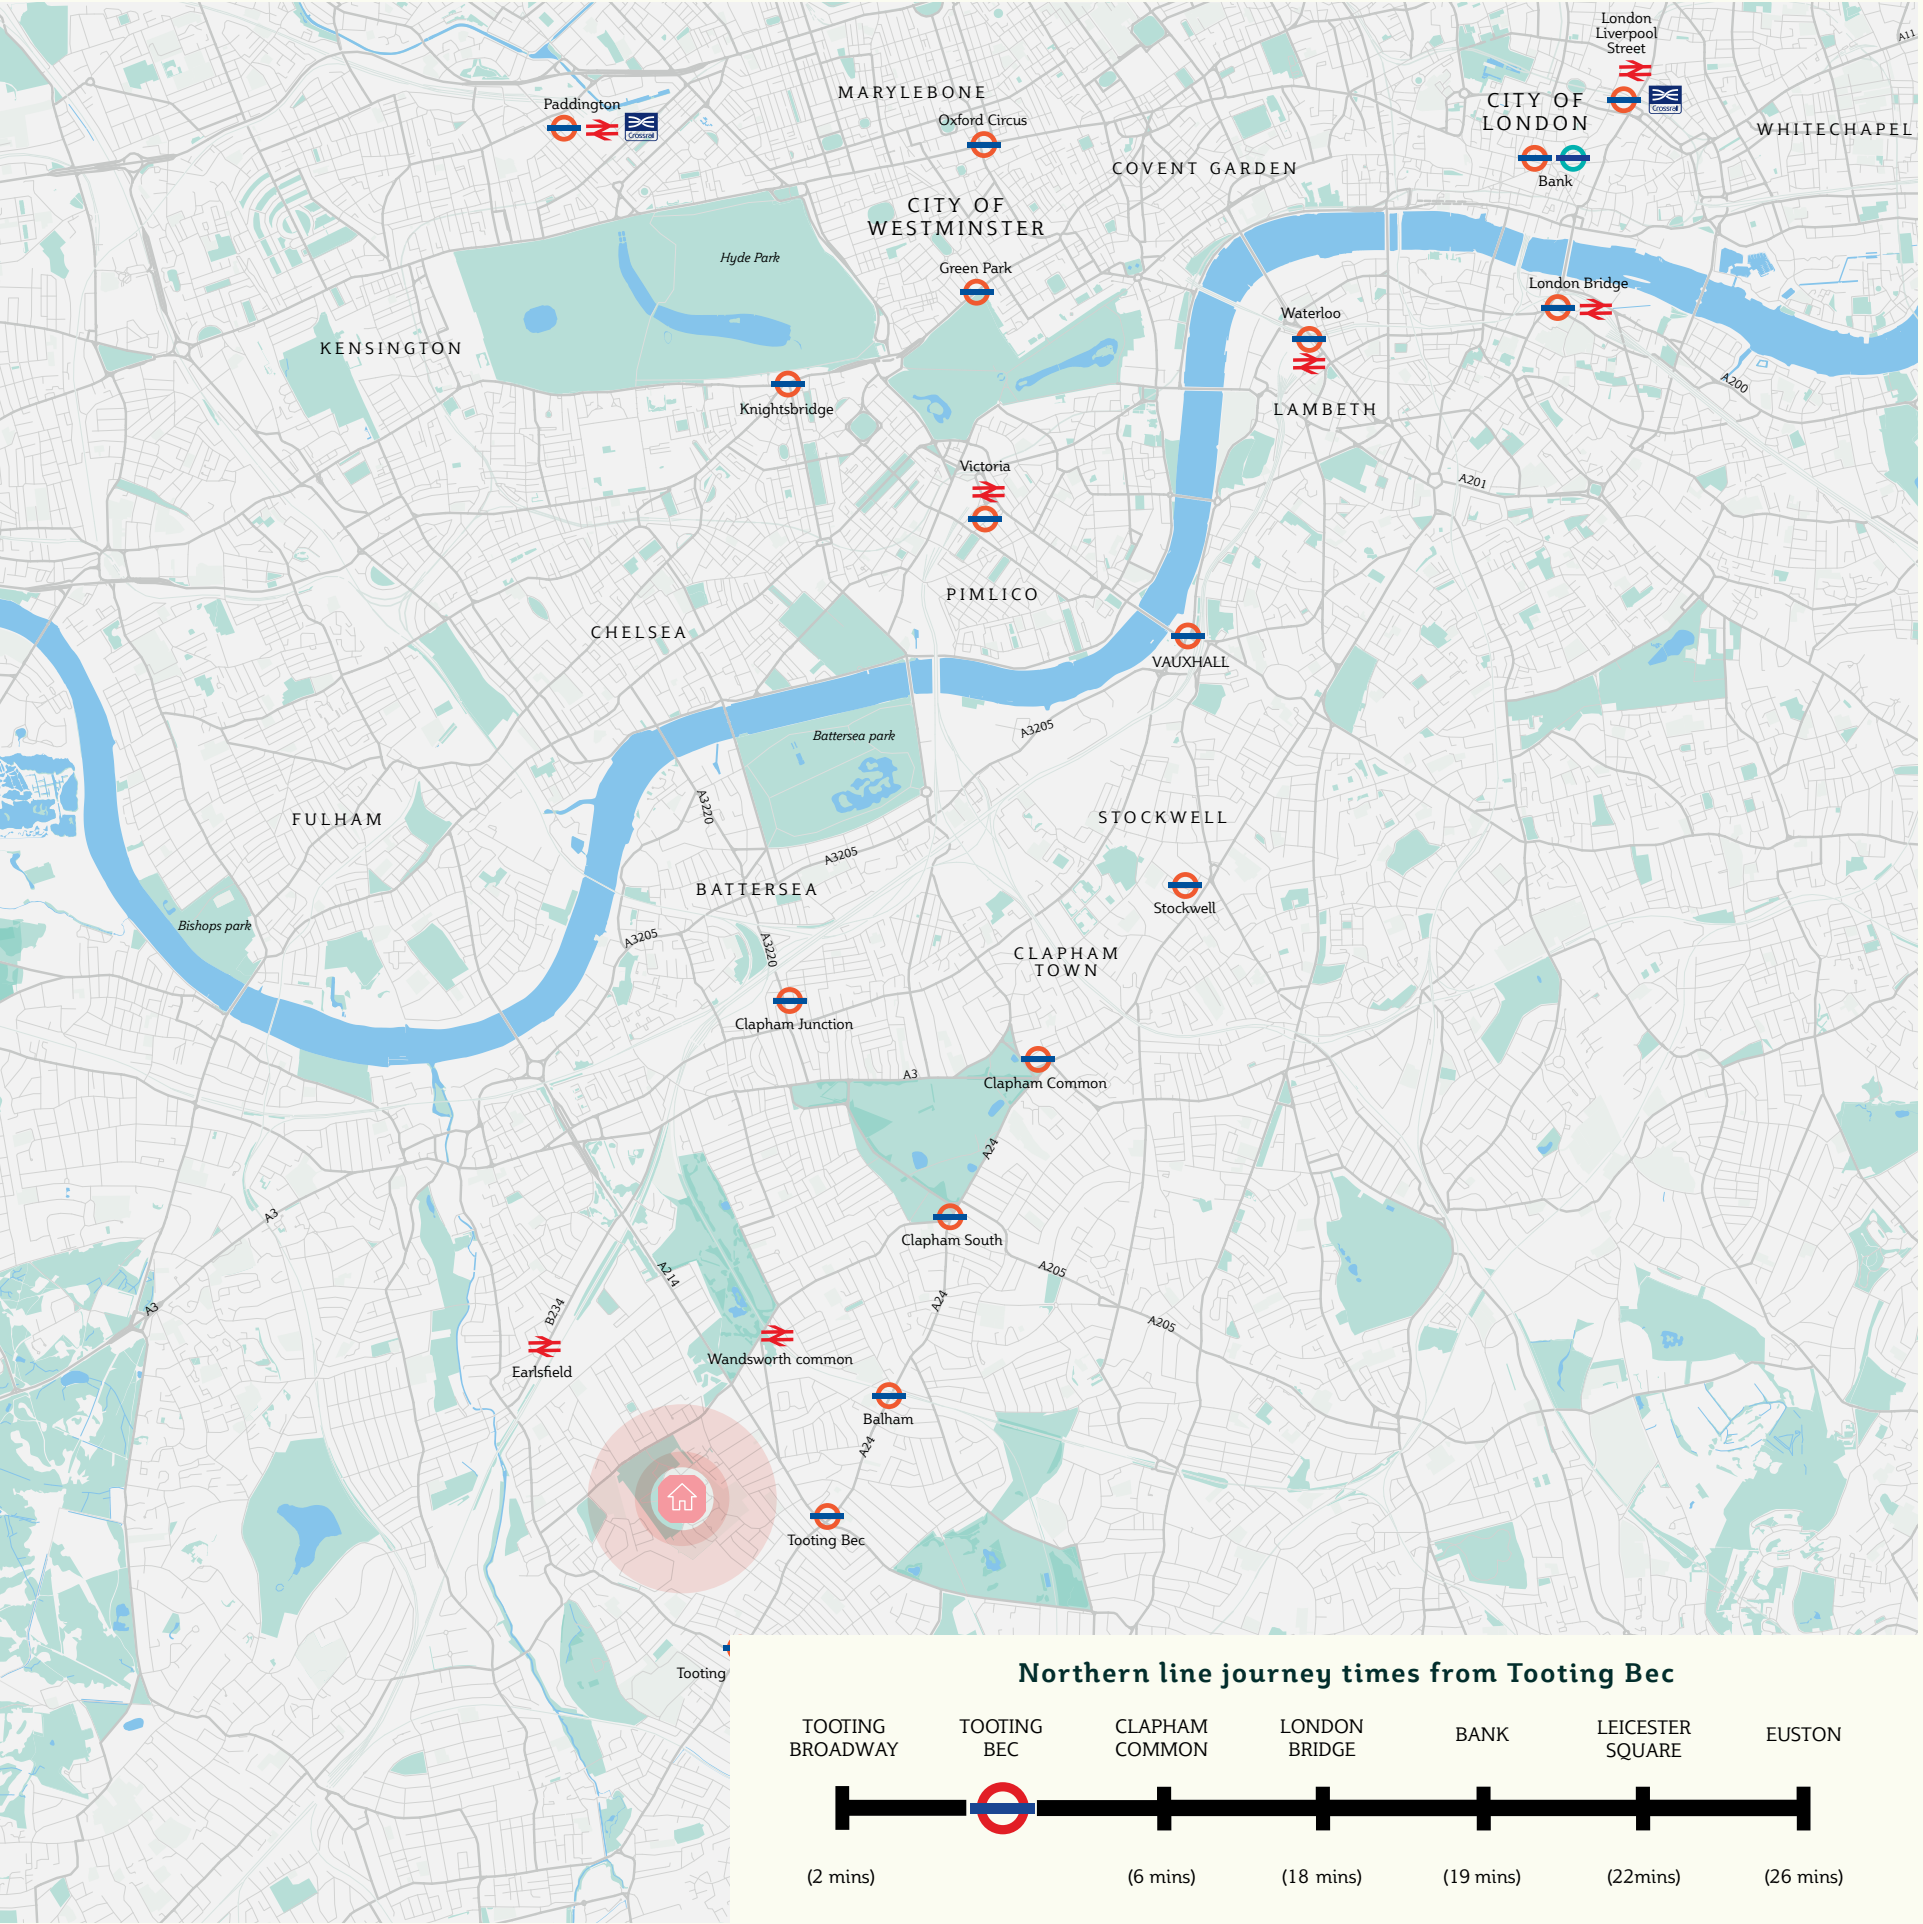 London
Liverpool
Street
A11
MARYLEBONE
Paddington
Crossrail
Crossrail
CITY OF
LONDON
Oxford Circus
WHITECHAPEL
COVENT GARDEN
Bank
CITY OF
WESTMINSTER
Hyde Park
Green Park
London Bridge
Waterloo
KENSINGTON
A200
Knightsbridge
LAMBETH
Victoria
A201
PIMLICO
CHELSEA
VAUXHALL
A3205
Battersea park
A3220
FULHAM
STOCKWELL
A3205
BATTERSEA
Stockwell
Bishops park
A3205
A3220
CLAPHAM
TOWN
Clapham Junction
A3
Clapham Common
A24
A3
Clapham South
A205
A214
A24
A3
B234
A205
Wandsworth common
Earlsfield
Balham
A24
Tooting Bec
Tooting
Northern line journey times from Tooting Bec
TOOTING
BROADWAY
TOOTING
BEC
CLAPHAM
COMMON
LONDON
BRIDGE
BANK
LEICESTER
SQUARE
EUSTON
(2 mins)
(6 mins)
(18 mins)
(19 mins)
(22mins)
(26 mins)